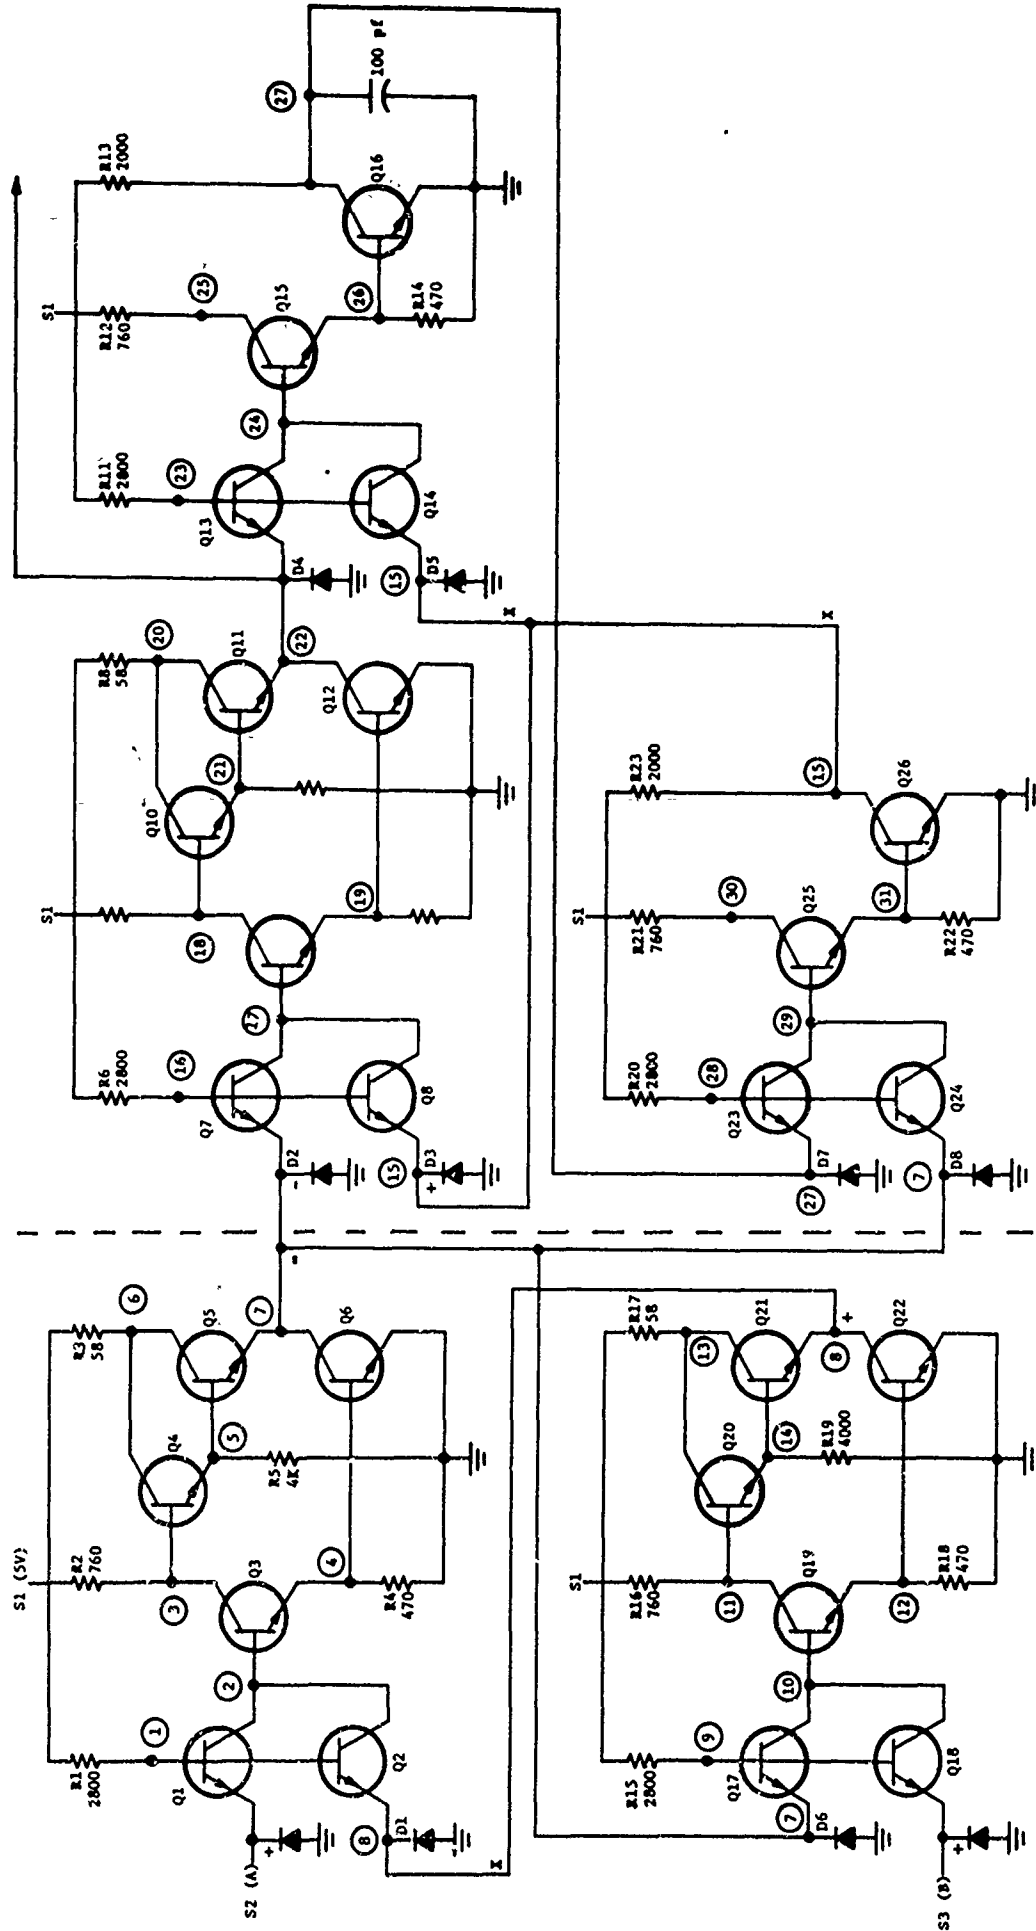 S1 (5V)
R1
2800
R2
760
R3
58
1
3
6
Q1
2
Q3
Q4
5
Q5
7
S2 (A)
+
Q2
4
R5
4K
Q6
8
D1
R4
470
X
-
S1
R6
2800
R8
58
16
18
20
Q7
17
Q10
21
Q11
22
D2
-
Q8
19
Q12
15
D3
+
S1
R11
2800
R12
760
R13
2000
23
25
27
Q13
24
Q15
Q16
100 pf
D4
Q14
26
15
D5
R14
470
X
S1
R15
2800
R16
760
R17
58
9
11
13
Q17
10
Q19
Q20
14
Q21
7
D6
8
+
Q18
12
R19
4000
Q22
S3 (B)
+
R18
470
S1
R20
2800
R21
760
R23
2000
28
30
15
X
Q23
29
Q25
Q26
27
D7
Q24
31
7
D8
R22
470